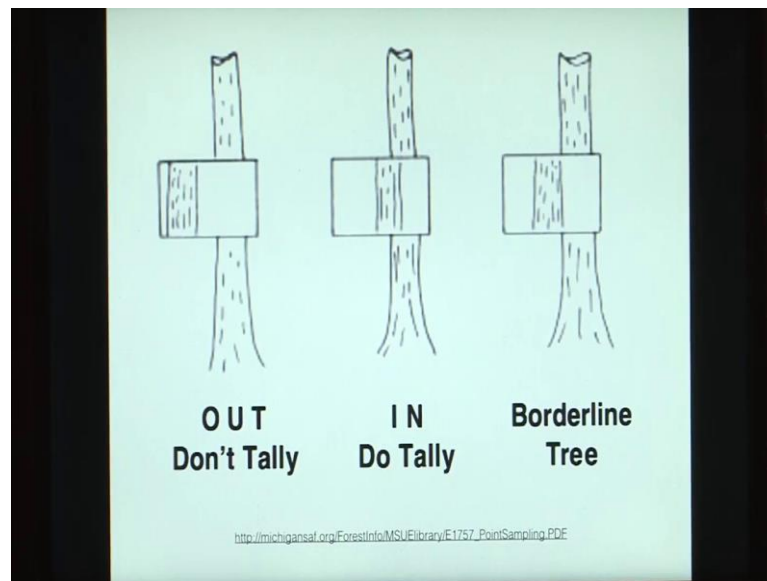 OUT
Don't Tally
IN
Do Tally
Borderline
Tree
http://michigansaf.org/ForestInfo/MSUElibrary/E1757_PointSampling.PDF